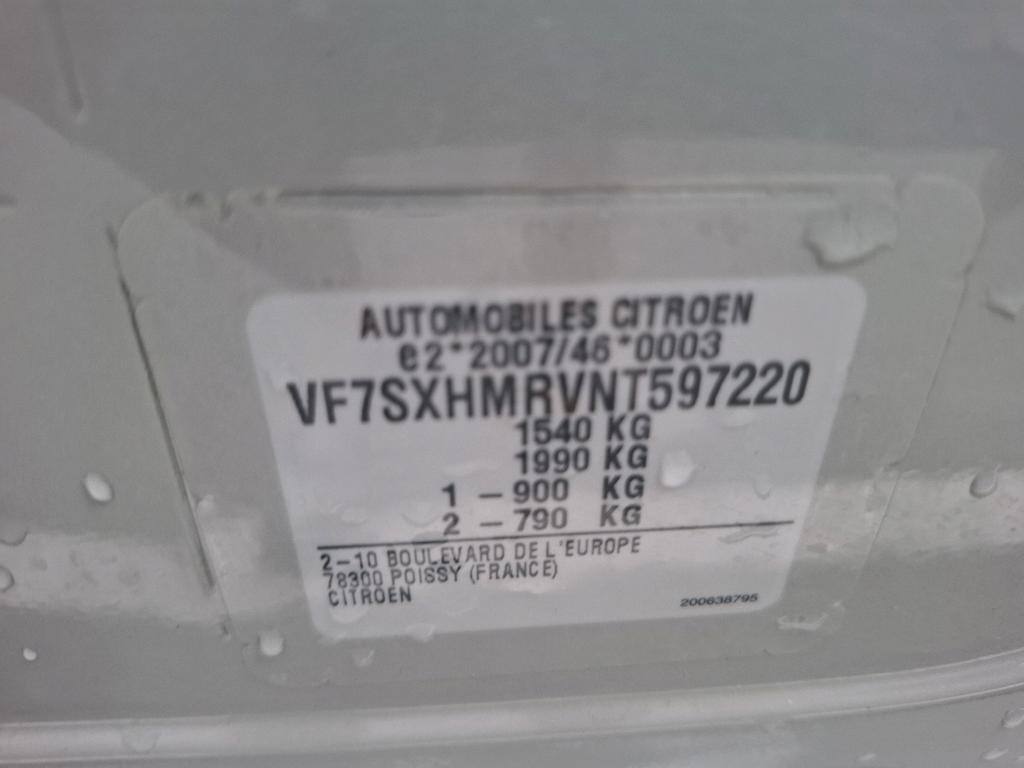 AUTOMOBILES CITROEN
e2*2007/46*0003
VF7SXHMRVNT597220
1540 KG
1990 KG
1 - 900 KG
2 - 790 KG
2-10 BOULEVARD DE L'EUROPE
78300 POISSY (FRANCE)
CITROEN
200638795